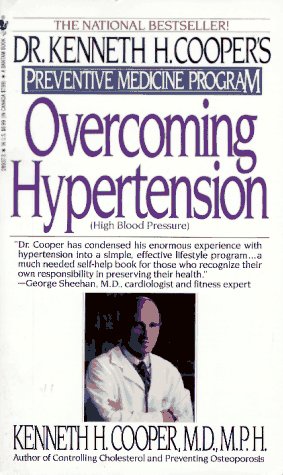 THE NATIONAL BESTSELLER!
DR. KENNETH H. COOPER'S
PREVENTIVE MEDICINE PROGRAM
Overcoming
Hypertension
(High Blood Pressure)
"Dr. Cooper has condensed his enormous experience with
hypertension into a simple, effective lifestyle program...a
much needed self-help book for those who recognize their
own responsibility in preserving their health."
—George Sheehan, M.D., cardiologist and fitness expert
KENNETH H. COOPER, M.D., M.P.H.
Author of Controlling Cholesterol and Preventing Osteoporosis